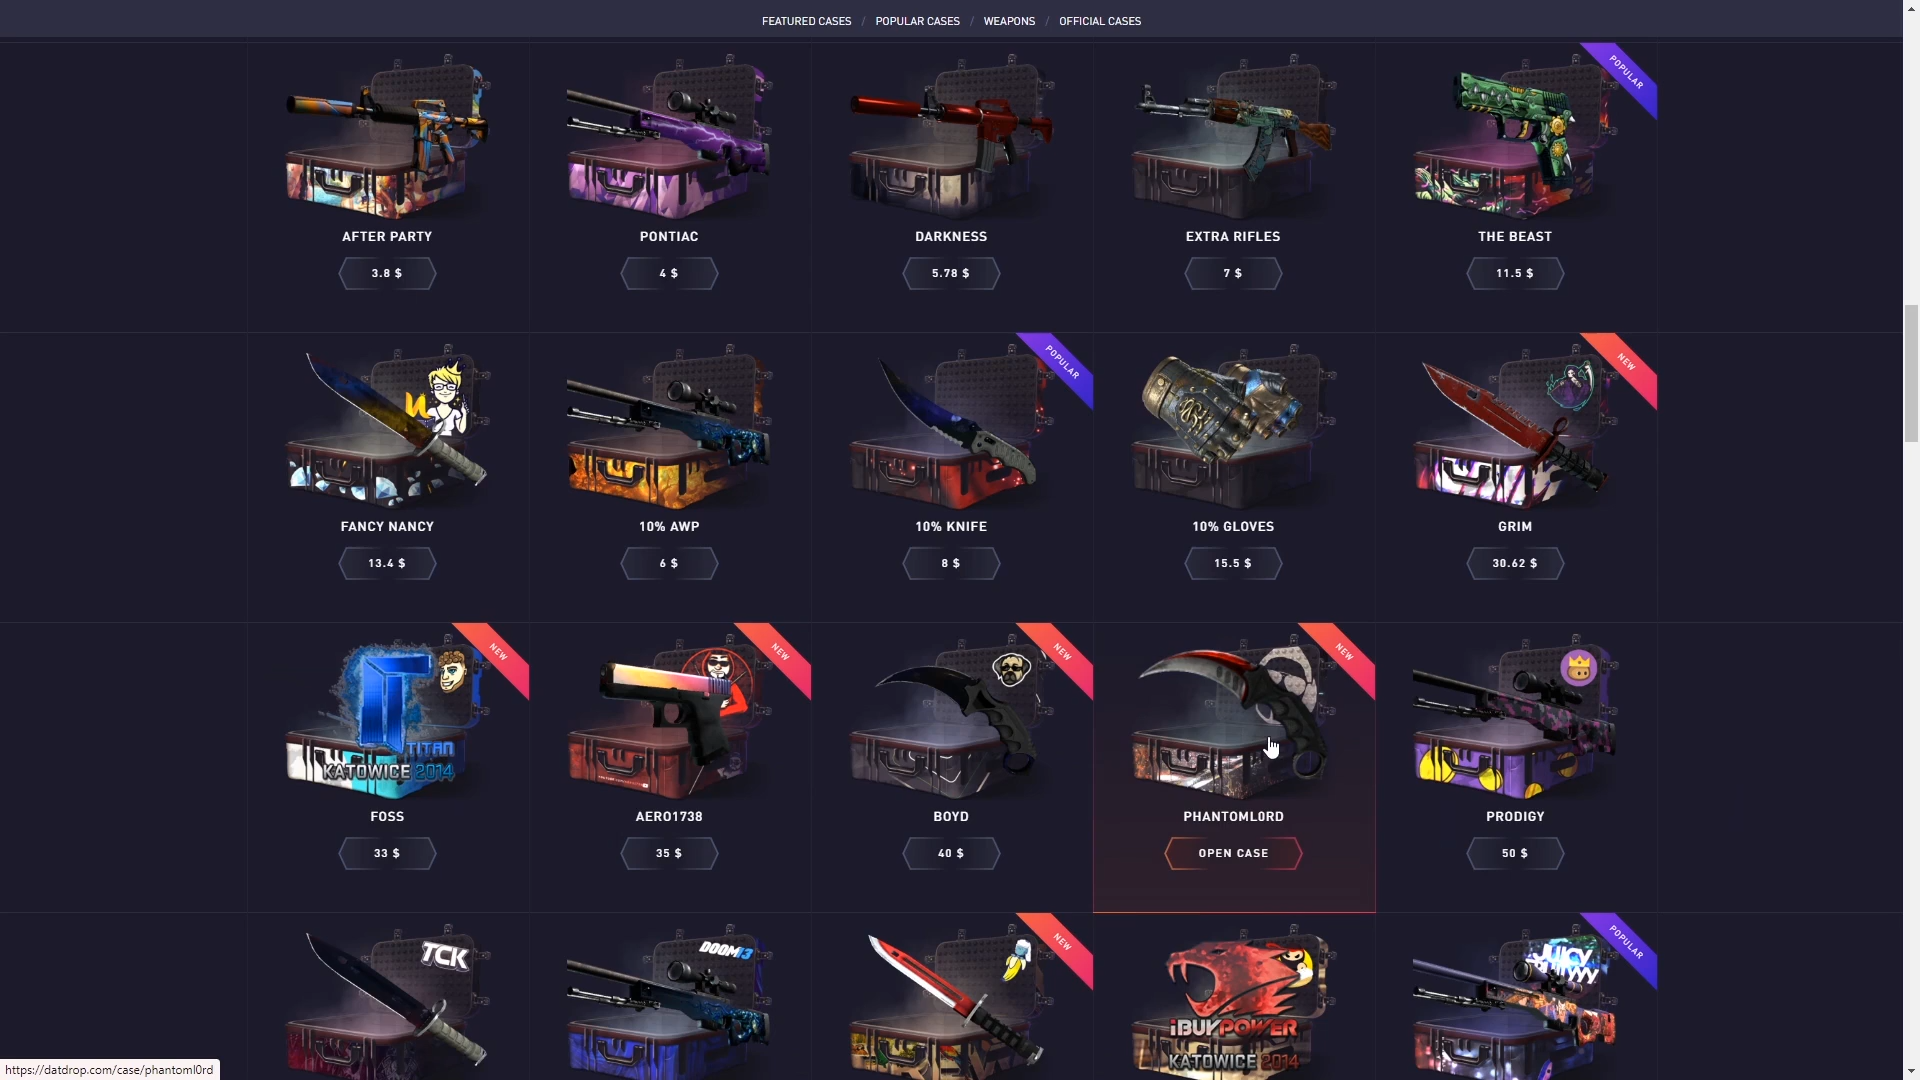 FEATURED CASES / POPULAR CASES / WEAPONS / OFFICIAL CASES
POPULAR
AFTER PARTY
PONTIAC
DARKNESS
EXTRA RIFLES
THE BEAST
3.8 $
4 $
5.78 $
7 $
11.5 $
POPULAR
NEW
FANCY NANCY
10% AWP
10% KNIFE
10% GLOVES
GRIM
13.4 $
6 $
8 $
15.5 $
30.62 $
NEW
NEW
NEW
NEW
TITAN
KATOWICE 2014
FOSS
AERO1738
BOYD
PHANTOML0RD
PRODIGY
33 $
35 $
40 $
OPEN CASE
50 $
NEW
POPULAR
TCK
DOOM13
JUICY
iBUYPOWER
KATOWICE 2014
https://datdrop.com/case/phantoml0rd